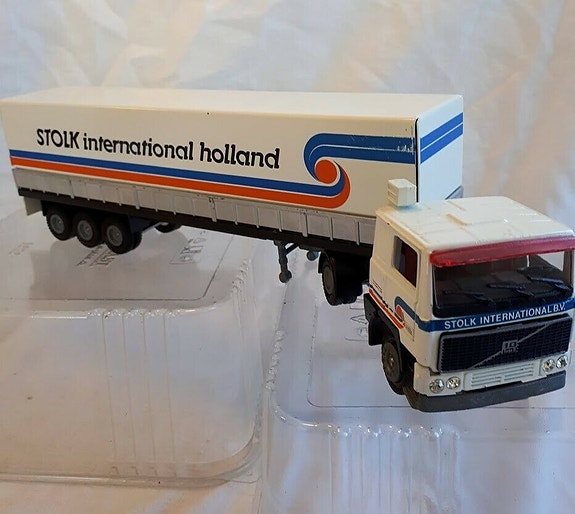 STOLK international holland
STOLK INTERNATIONAL B.V.